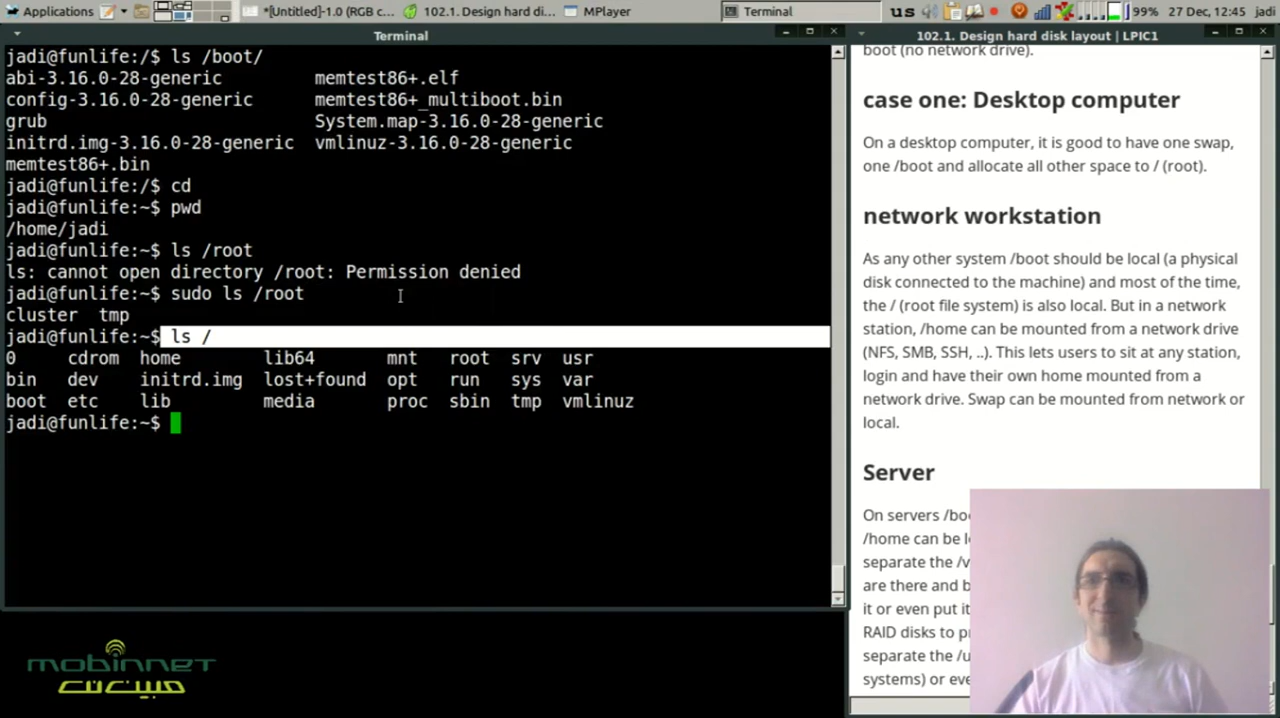 Applications
*[Untitled]-1.0 (RGB c...
102.1. Design hard di...
MPlayer
Terminal
us
99%
27 Dec, 12:45
jadi
Terminal
jadi@funlife:/$ ls /boot/
abi-3.16.0-28-generic memtest86+.elf
config-3.16.0-28-generic memtest86+_multiboot.bin
grub System.map-3.16.0-28-generic
initrd.img-3.16.0-28-generic vmlinuz-3.16.0-28-generic
memtest86+.bin
jadi@funlife:/$ cd
jadi@funlife:~$ pwd
/home/jadi
jadi@funlife:~$ ls /root
ls: cannot open directory /root: Permission denied
jadi@funlife:~$ sudo ls /root
cluster tmp
jadi@funlife:~$ ls /
0 cdrom home lib64 mnt root srv usr
bin dev initrd.img lost+found opt run sys var
boot etc lib media proc sbin tmp vmlinuz
jadi@funlife:~$
mobinnet
مبین نت
102.1. Design hard disk layout | LPIC1
boot (no network drive).
case one: Desktop computer
On a desktop computer, it is good to have one swap,
one /boot and allocate all other space to / (root).
network workstation
As any other system /boot should be local (a physical
disk connected to the machine) and most of the time,
the / (root file system) is also local. But in a network
station, /home can be mounted from a network drive
(NFS, SMB, SSH, ..). This lets users to sit at any station,
login and have their own home mounted from a
network drive. Swap can be mounted from network or
local.
Server
On servers /boo
/home can be l
separate the /v
are there and b
it or even put it
RAID disks to pr
separate the /u
systems) or eve